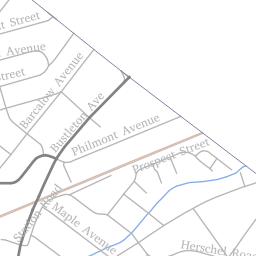 t Street
Avenue
Street
Barcalow Avenue
Bustleton Ave
Philmont Avenue
Prospect Street
Station Road
Maple Avenue
Herschel Road